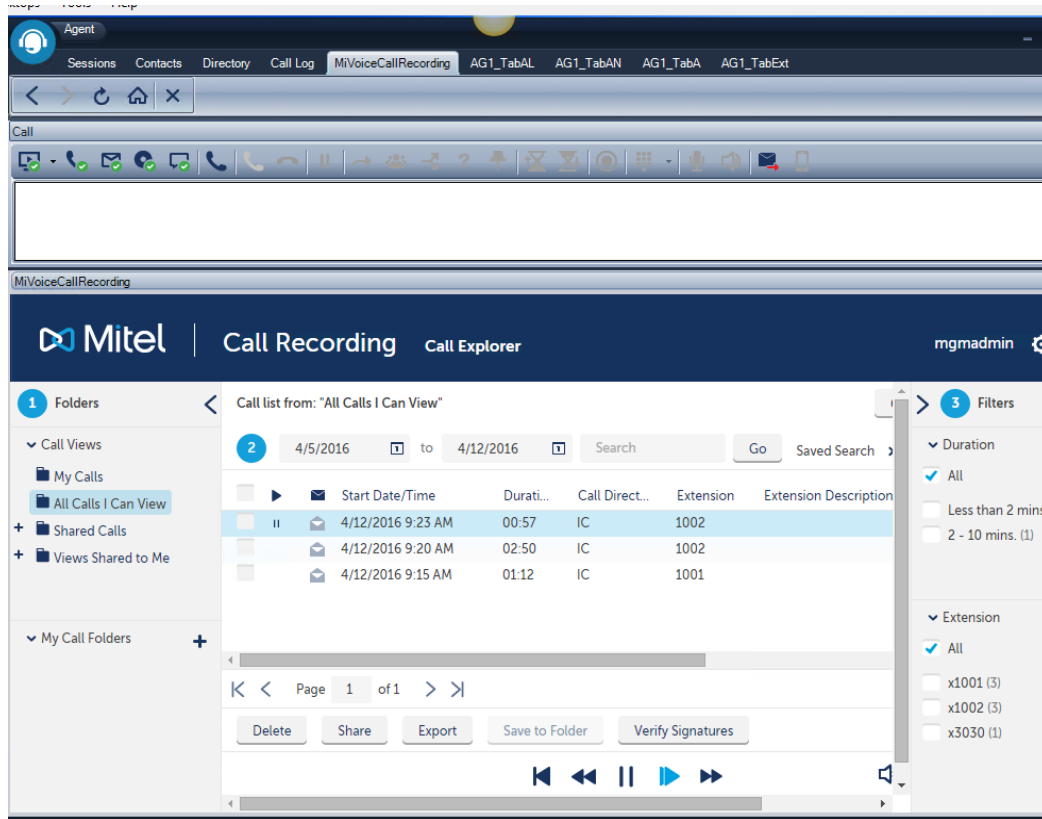 Agent
Sessions Contacts Directory Call Log MiVoiceCallRecording AG1_TabAL AG1_TabAN AG1_TabA AG1_TabExt
Call
MiVoiceCallRecording
Mitel Call Recording Call Explorer mgmadmin
1 Folders
Call list from: "All Calls I Can View"
3 Filters
Call Views
My Calls
All Calls I Can View
Shared Calls
Views Shared to Me
My Call Folders
2 4/5/2016 to 4/12/2016 Search Go Saved Search
Start Date/Time Durati... Call Direct... Extension Extension Description
4/12/2016 9:23 AM 00:57 IC 1002
4/12/2016 9:20 AM 02:50 IC 1002
4/12/2016 9:15 AM 01:12 IC 1001
Page 1 of 1
Delete Share Export Save to Folder Verify Signatures
Duration
All
Less than 2 mins
2 - 10 mins. (1)
Extension
All
x1001 (3)
x1002 (3)
x3030 (1)